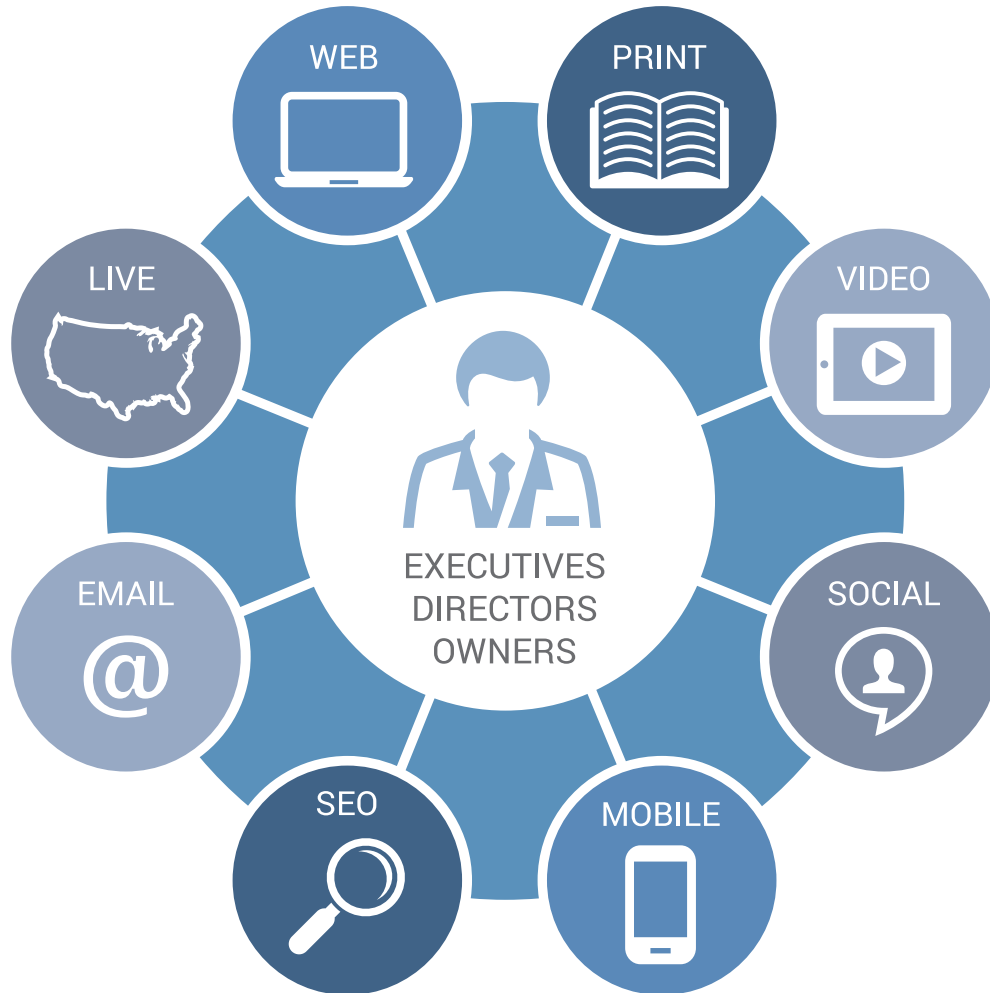 WEB
PRINT
LIVE
VIDEO
EXECUTIVES
DIRECTORS
OWNERS
EMAIL
@
SOCIAL
SEO
MOBILE